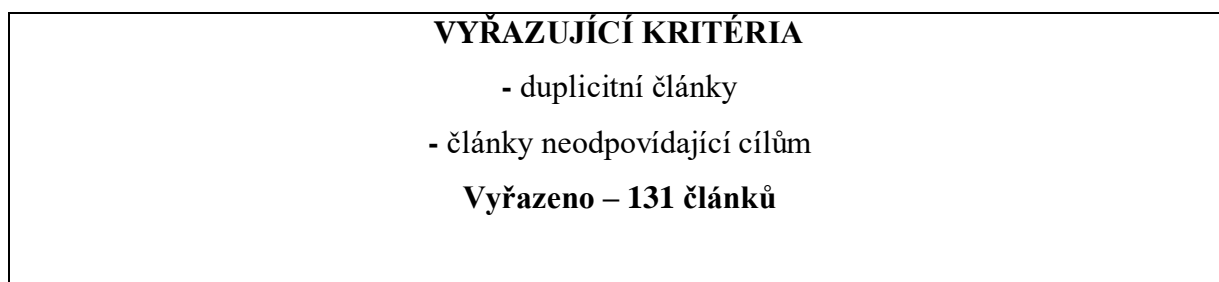 VYŘAZUJÍCÍ KRITÉRIA
- duplicitní články
- články neodpovídající cílům
Vyřazeno – 131 článků